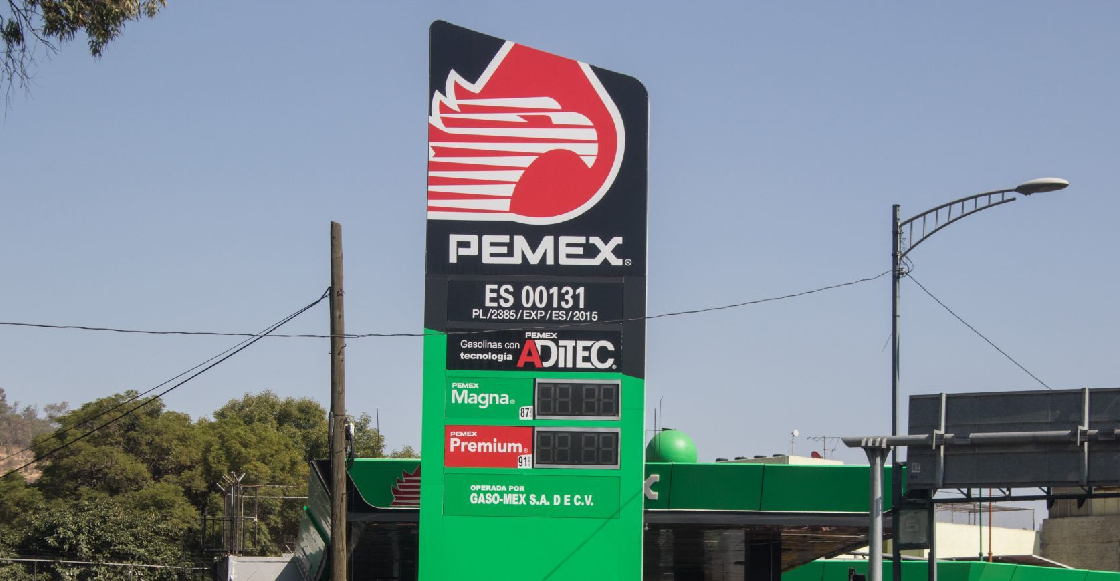 PEMEX®
ES 00131
PL/2385/EXP/ES/2015
Gasolinas con
tecnología
PEMEX
ADITEC®
PEMEX
Magna®
87
PEMEX
Premium®
91
OPERADA POR
GASO-MEX S.A. D E C.V.